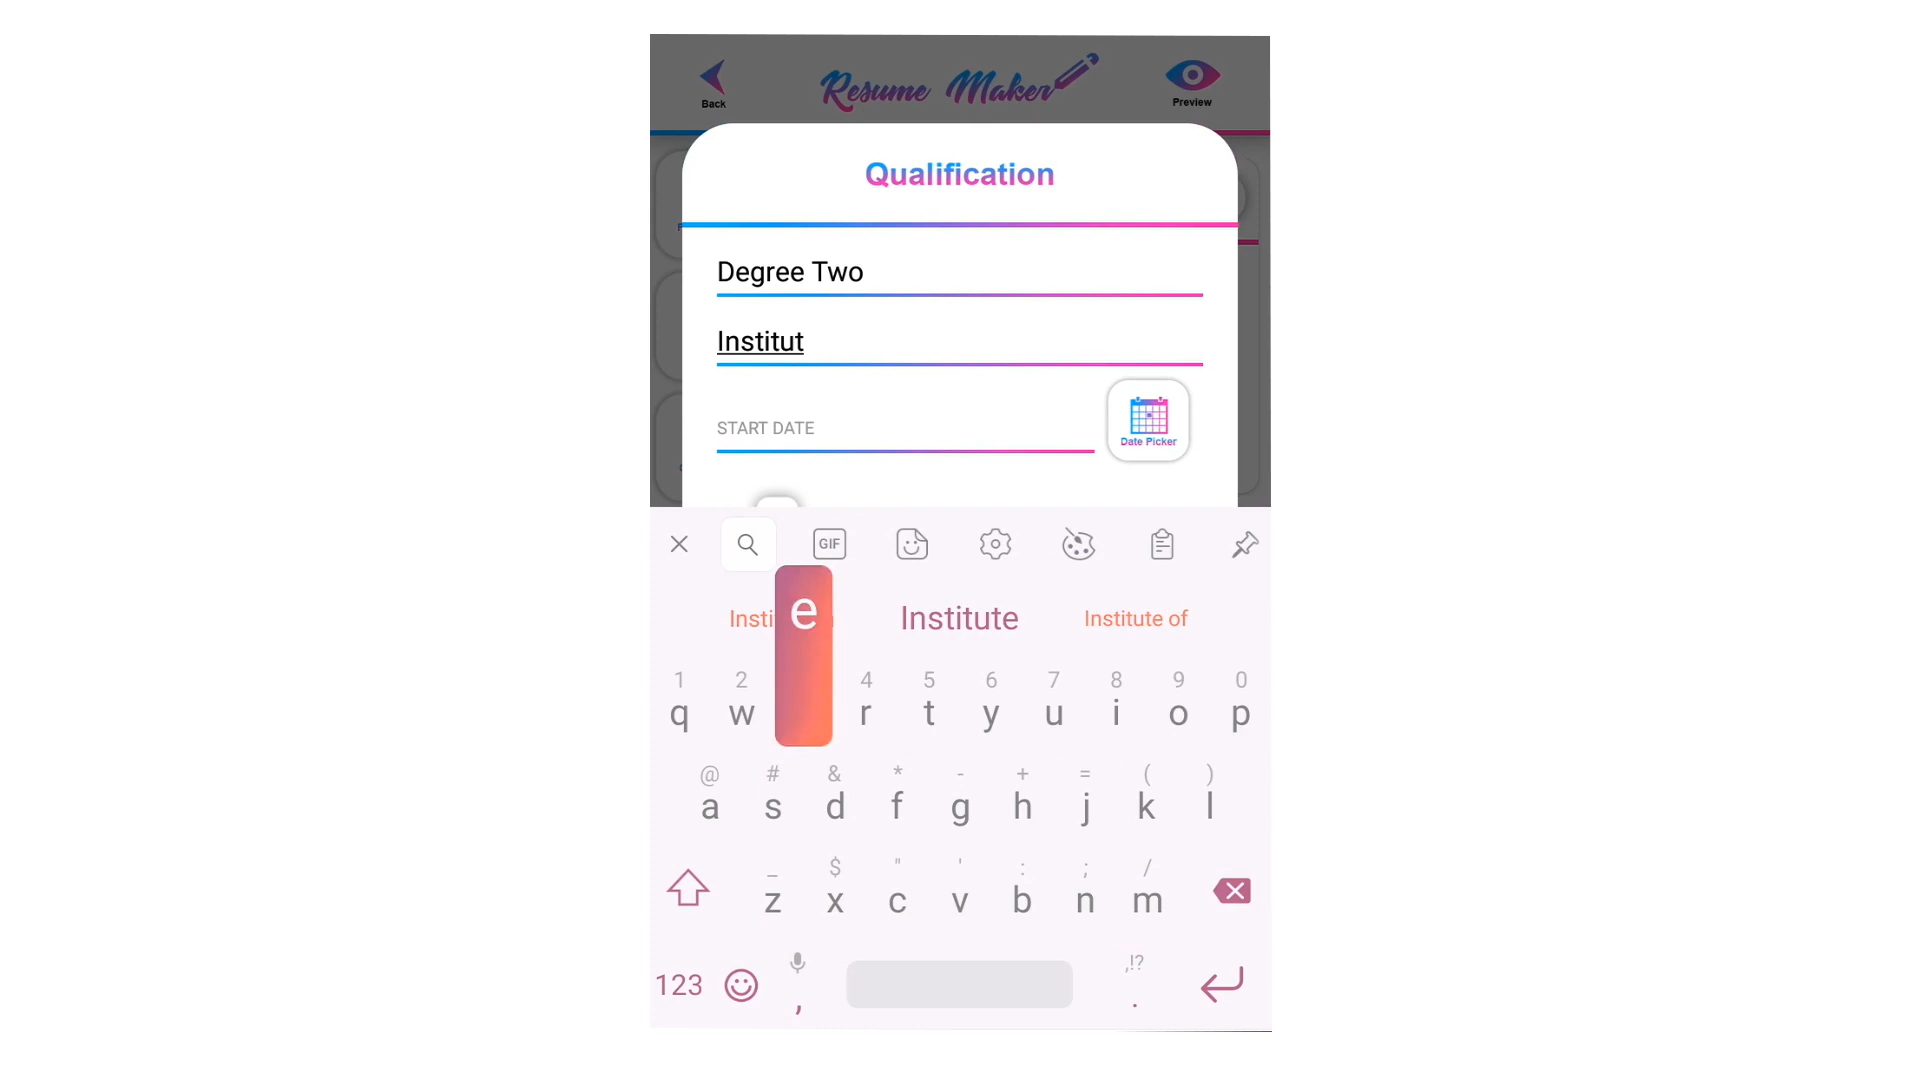 Back
Resume Maker
Preview
Qualification
Degree Two
Institut
START DATE
Date Picker
GIF
e
Institute
Institute of
1 2 4 5 6 7 8 9 0
q w r t y u i o p
@ # & * - + = ( )
a s d f g h j k l
_ $ " ' : ; /
z x c v b n m
,!?
123 , .